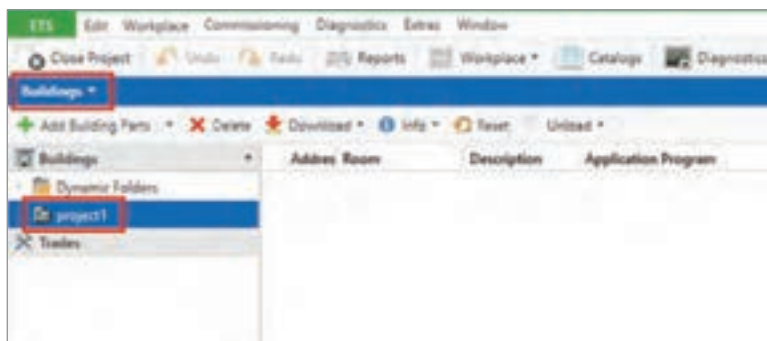 ETS Edit Workplace Commissioning Diagnostics Extras Window
Close Project Undo Redo Reports Workplace Catalogs Diagnostics
Buildings
Add Building Parts Delete Download Info Reset Unload
Buildings Addres Room Description Application Program
Dynamic Folders
project1
Trades